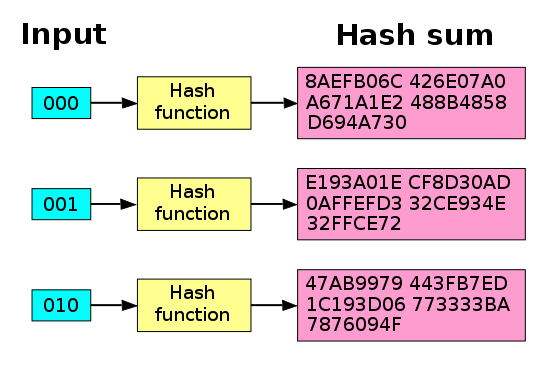 Input
Hash sum
000
Hash
function
8AEFB06C 426E07A0
A671A1E2 488B4858
D694A730
001
Hash
function
E193A01E CF8D30AD
0AFFEFD3 32CE934E
32FFCE72
010
Hash
function
47AB9979 443FB7ED
1C193D06 773333BA
7876094F